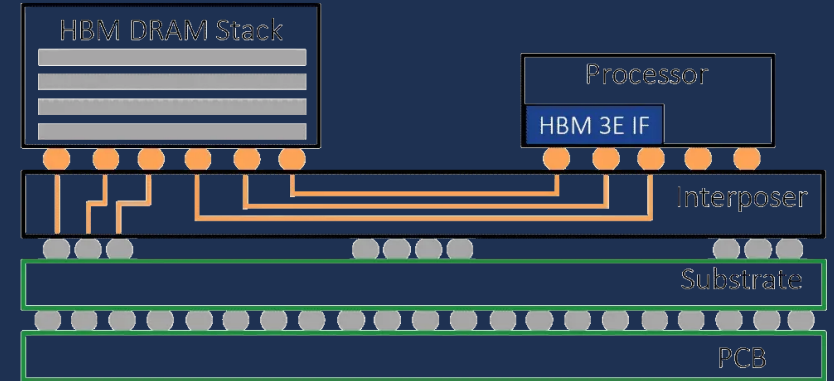 HBM DRAM Stack
Processor
HBM 3E IF
Interposer
Substrate
PCB